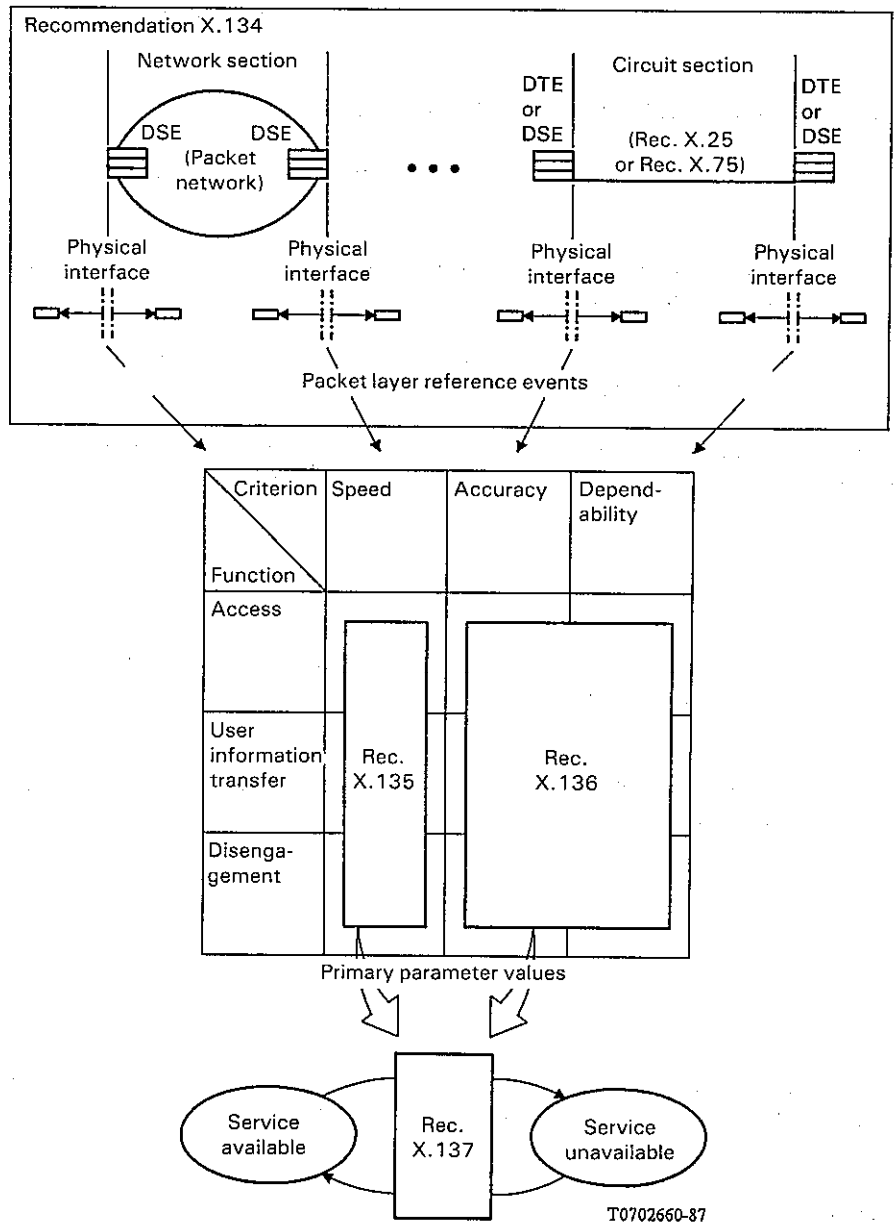 Recommendation X.134
Network section
Circuit section
DTE
or
DSE
DTE
or
DSE
DSE
DSE
(Packet
network)
(Rec. X.25
or Rec. X.75)
Physical
interface
Physical
interface
Physical
interface
Physical
interface
Packet layer reference events
Criterion
Function
Speed
Accuracy
Depend-
ability
Access
User
information
transfer
Disenga-
gement
Rec.
X.135
Rec.
X.136
Primary parameter values
Service
available
Rec.
X.137
Service
unavailable
T0702660-87